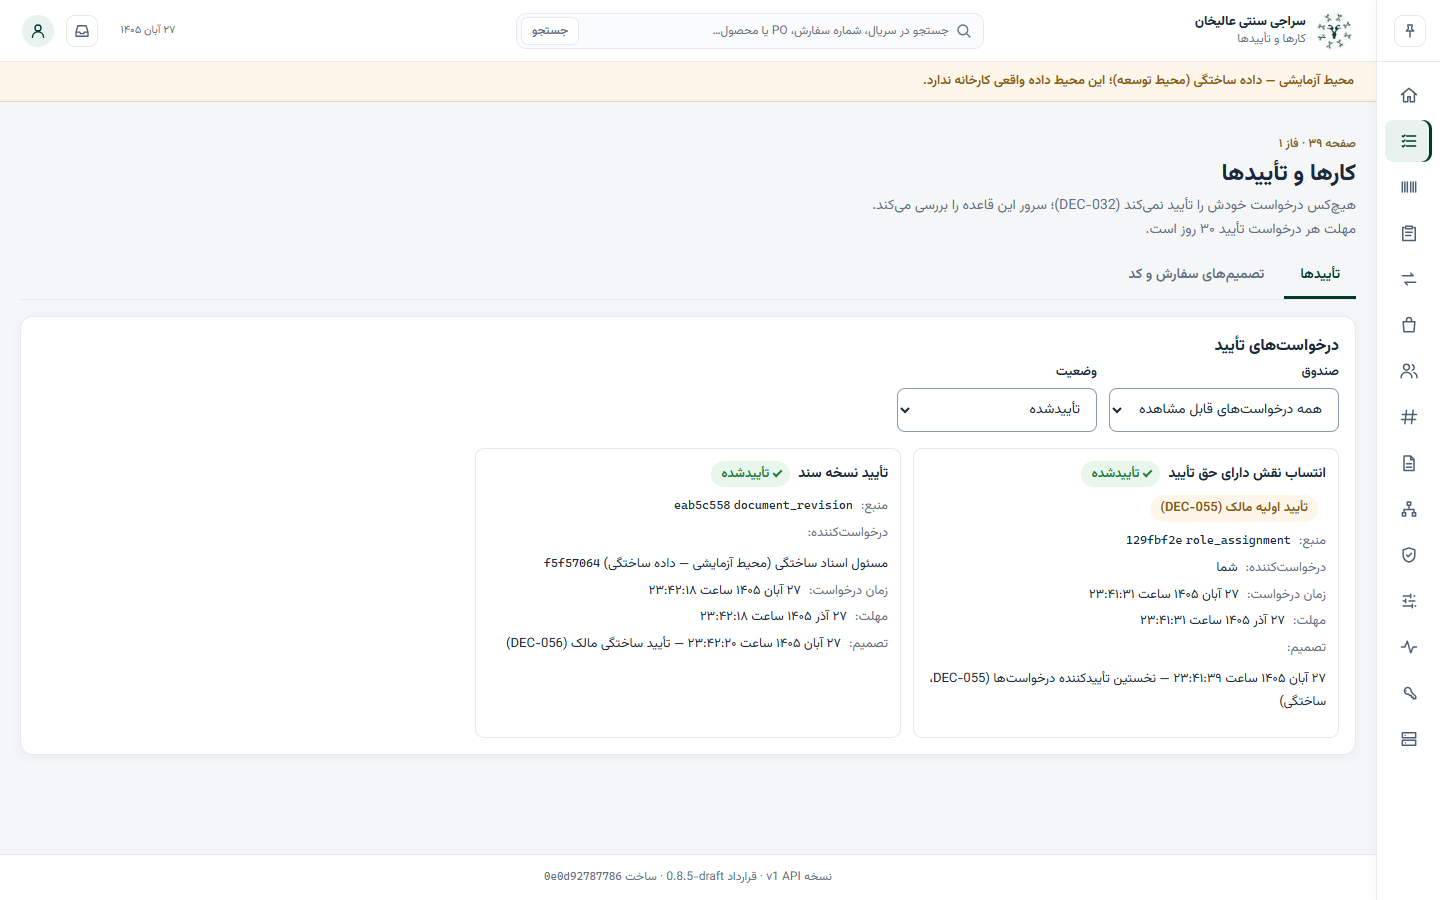 سراجی سنتی عالیخان
کارها و تأییدها
جستجو در سریال، شماره سفارش، PO یا محصول...
جستجو
۲۷ آبان ۱۴۰۵
محیط آزمایشی — داده ساختگی (محیط توسعه)؛ این محیط داده واقعی کارخانه ندارد.
صفحه ۳۹ · فاز ۱
کارها و تأییدها
هیچ‌کس درخواست خودش را تأیید نمی‌کند (DEC-032)؛ سرور این قاعده را بررسی می‌کند.
مهلت هر درخواست تأیید ۳۰ روز است.
تأییدها
تصمیم‌های سفارش و کد
درخواست‌های تأیید
صندوق
وضعیت
همه درخواست‌های قابل مشاهده
تأییدشده
انتساب نقش دارای حق تأیید ✓ تأییدشده
تأیید اولیه مالک (DEC-055)
منبع: role_assignment 129fbf2e
درخواست‌کننده: شما
زمان درخواست: ۲۷ آبان ۱۴۰۵ ساعت ۲۳:۴۱:۳۱
مهلت: ۲۷ آذر ۱۴۰۵ ساعت ۲۳:۴۱:۳۱
تصمیم:
۲۷ آبان ۱۴۰۵ ساعت ۲۳:۴۱:۳۹ — نخستین تأییدکننده درخواست‌ها (DEC-055،
ساختگی)
تأیید نسخه سند ✓ تأییدشده
منبع: document_revision eab5c558
درخواست‌کننده:
مسئول اسناد ساختگی (محیط آزمایشی — داده ساختگی) f5f57064
زمان درخواست: ۲۷ آبان ۱۴۰۵ ساعت ۲۳:۴۲:۱۸
مهلت: ۲۷ آذر ۱۴۰۵ ساعت ۲۳:۴۲:۱۸
تصمیم: ۲۷ آبان ۱۴۰۵ ساعت ۲۳:۴۲:۲۰ — تأیید ساختگی مالک (DEC-056)
نسخه v1 API · قرارداد 0.8.5-draft · ساخت 0e0d92787786